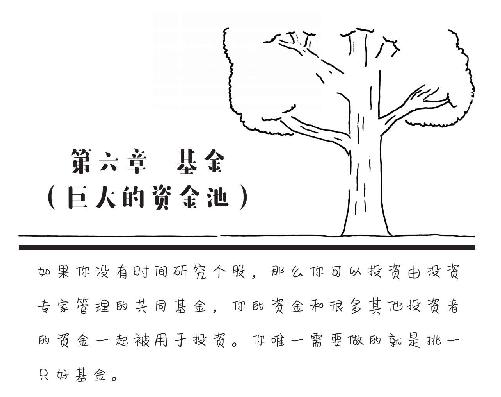 第六章 基金
（巨大的资金池）
如果你没有时间研究个股，那么你可以投资由投资
专家管理的共同基金，你的资金和很多其他投资者
的资金一起被用于投资。你唯一需要做的就是挑一
只好基金。